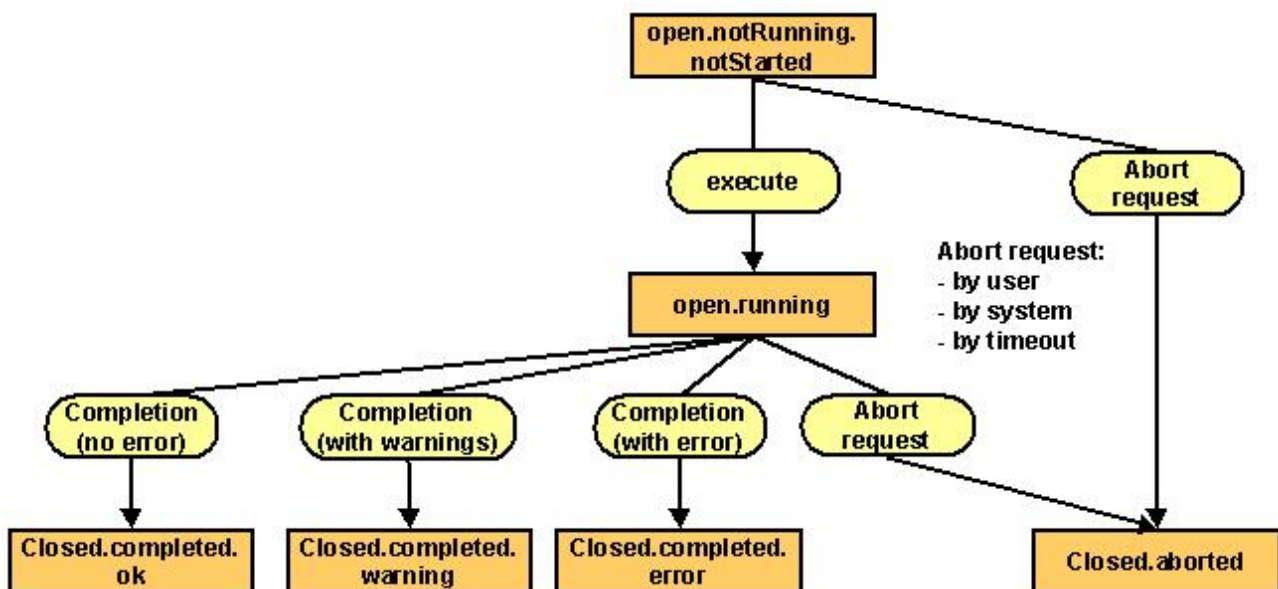 open.notRunning.
notStarted
execute
Abort
request
Abort request:
- by user
- by system
- by timeout
open.running
Completion
(no error)
Completion
(with warnings)
Completion
(with error)
Abort
request
Closed.completed.
ok
Closed.completed.
warning
Closed.completed.
error
Closed.aborted